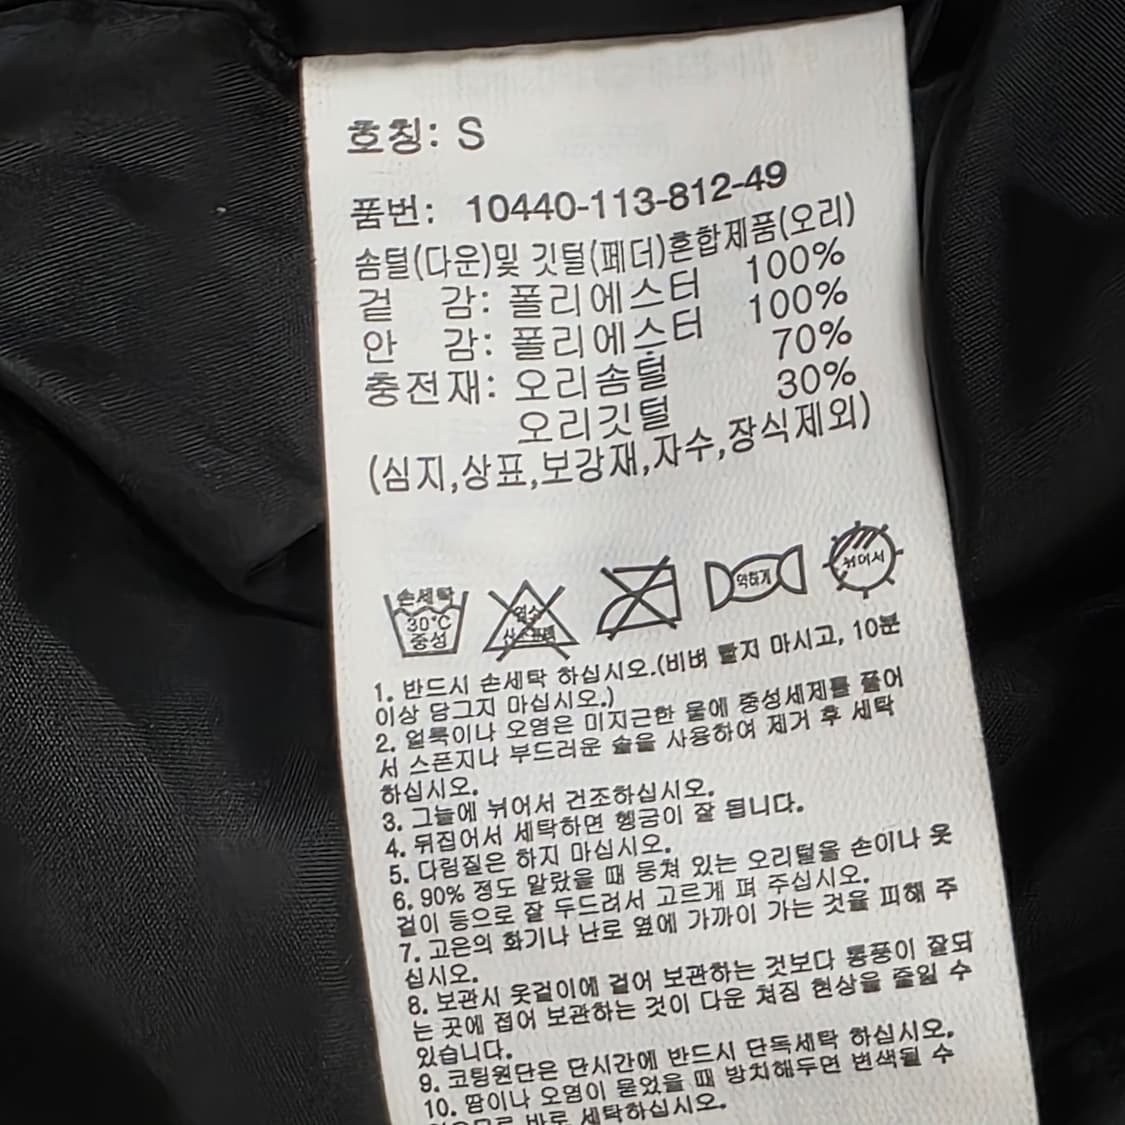 호칭: S
품번: 10440-113-812-49
솜털(다운)및 깃털(페더)혼합제품(오리)
겉 감: 폴리에스터 100%
안 감: 폴리에스터 100%
충전재: 오리솜털 70%
오리깃털 30%
(심지,상표,보강재,자수,장식제외)
손세탁 30℃ 중성
염소
약하게
뉘어서
1. 반드시 손세탁 하십시오.(비벼 빨지 마시고, 10분
이상 담그지 마십시오.)
2. 얼룩이나 오염은 미지근한 물에 중성세제를 풀어
서 스폰지나 부드러운 솔을 사용하여 제거 후 세탁
하십시오.
3. 그늘에 뉘어서 건조하십시오.
4. 뒤집어서 세탁하면 헹굼이 잘 됩니다.
5. 다림질은 하지 마십시오.
6. 90% 정도 말랐을 때 뭉쳐 있는 오리털을 손이나 옷
걸이 등으로 잘 두드려서 고르게 펴 주십시오.
7. 고온의 화기나 난로 옆에 가까이 가는 것을 피해 주
십시오.
8. 보관시 옷걸이에 걸어 보관하는 것보다 통풍이 잘되
는 곳에 접어 보관하는 것이 다운 쳐짐 현상을 줄일 수
있습니다.
9. 코팅원단은 단시간에 반드시 단독세탁 하십시오.
10. 땀이나 오염이 묻었을 때 방치해두면 변색될 수
바로 세탁하십시오.